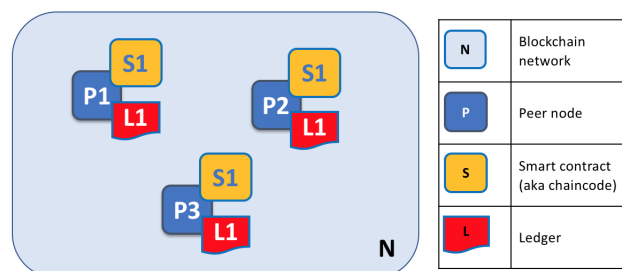 S1
P1
L1
S1
P2
L1
S1
P3
L1
N
N
Blockchain
network
P
Peer node
S
Smart contract
(aka chaincode)
L
Ledger